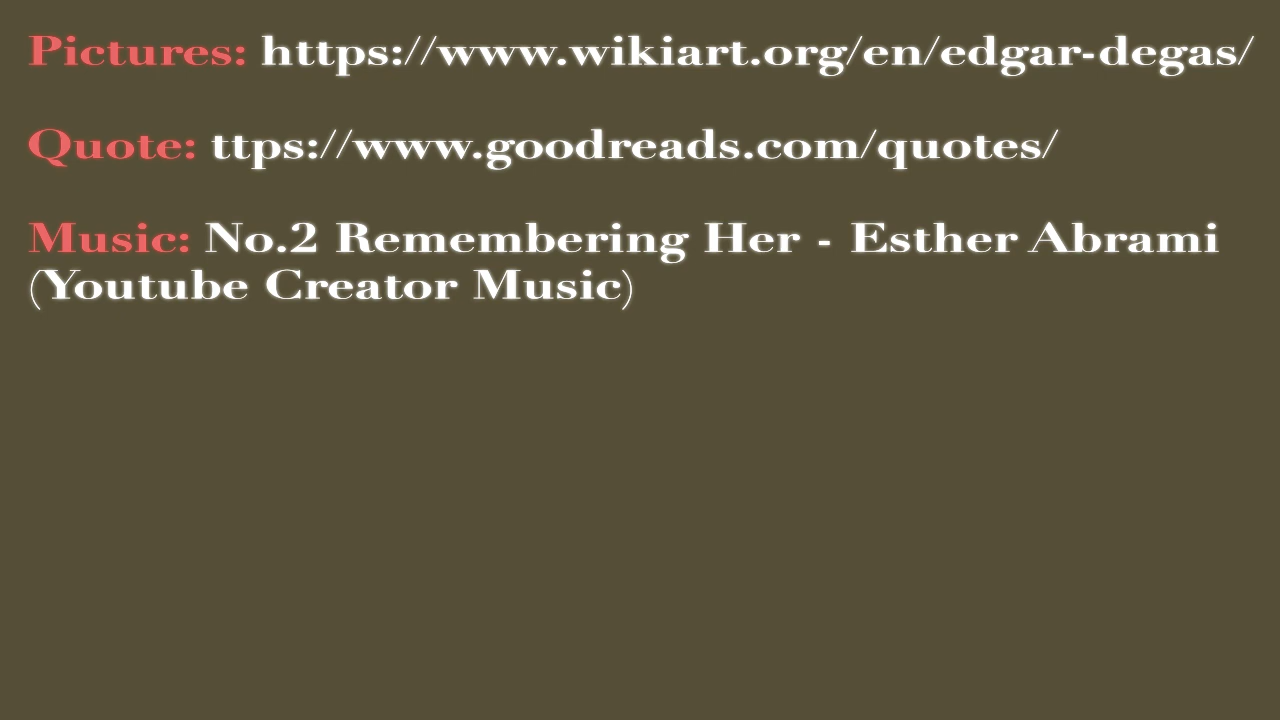 Pictures: https://www.wikiart.org/en/edgar-degas/
Quote: ttps://www.goodreads.com/quotes/
Music: No.2 Remembering Her - Esther Abrami
(Youtube Creator Music)